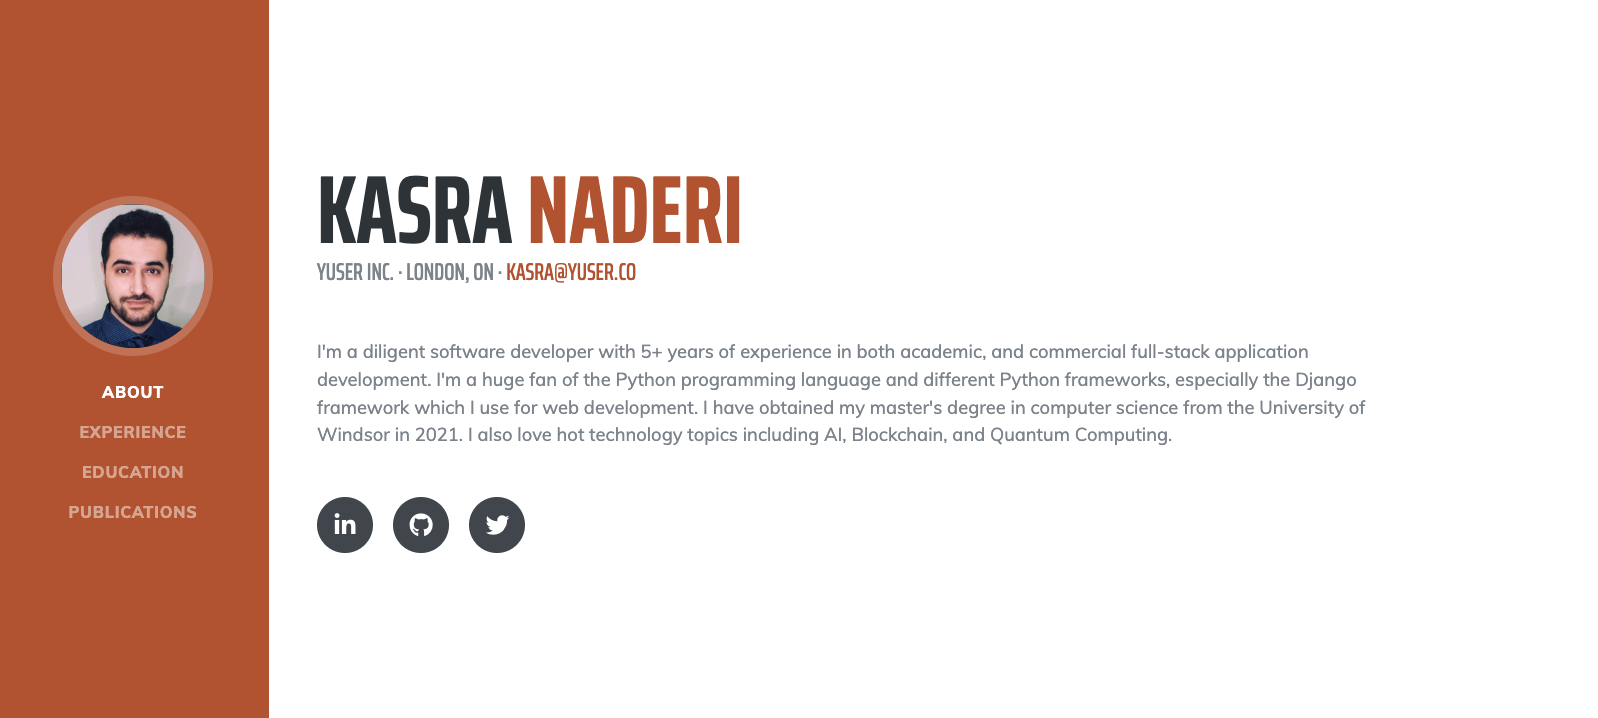 ABOUT
EXPERIENCE
EDUCATION
PUBLICATIONS
KASRA NADERI
YUSER INC. · LONDON, ON · KASRA@YUSER.CO
I'm a diligent software developer with 5+ years of experience in both academic, and commercial full-stack application
development. I'm a huge fan of the Python programming language and different Python frameworks, especially the Django
framework which I use for web development. I have obtained my master's degree in computer science from the University of
Windsor in 2021. I also love hot technology topics including AI, Blockchain, and Quantum Computing.
in